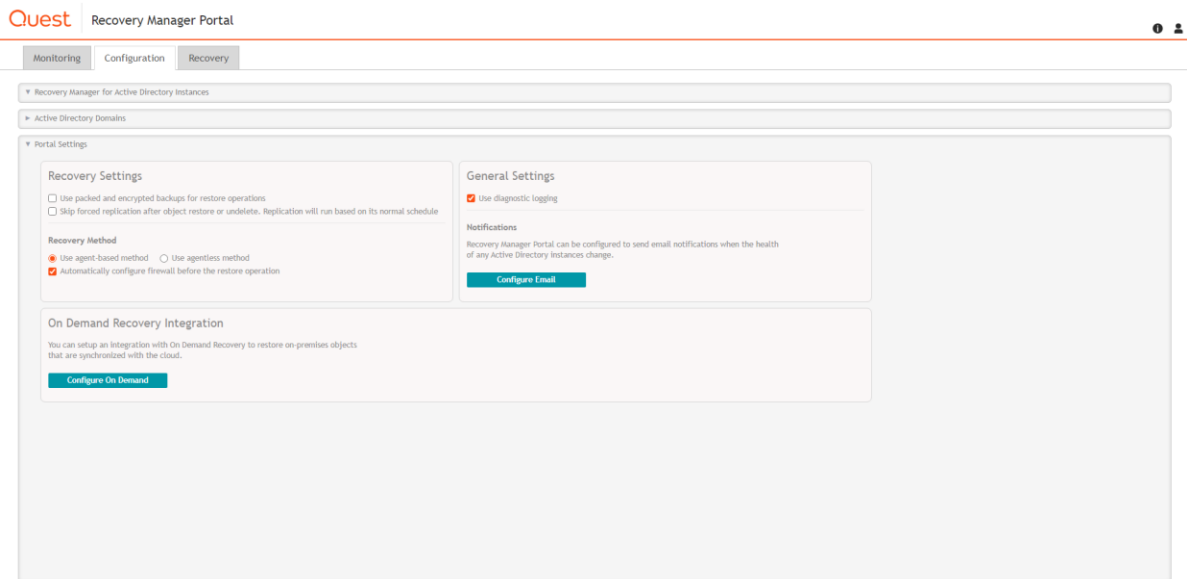 Quest
Recovery Manager Portal
Monitoring
Configuration
Recovery
Recovery Manager for Active Directory Instances
Active Directory Domains
Portal Settings
Recovery Settings
Use packed and encrypted backups for restore operations
Skip forced replication after object restore or undelete. Replication will run based on its normal schedule
Recovery Method
Use agent-based method
Use agentless method
Automatically configure firewall before the restore operation
General Settings
Use diagnostic logging
Notifications
Recovery Manager Portal can be configured to send email notifications when the health
of any Active Directory instances change.
Configure Email
On Demand Recovery Integration
You can setup an integration with On Demand Recovery to restore on-premises objects
that are synchronized with the cloud.
Configure On Demand